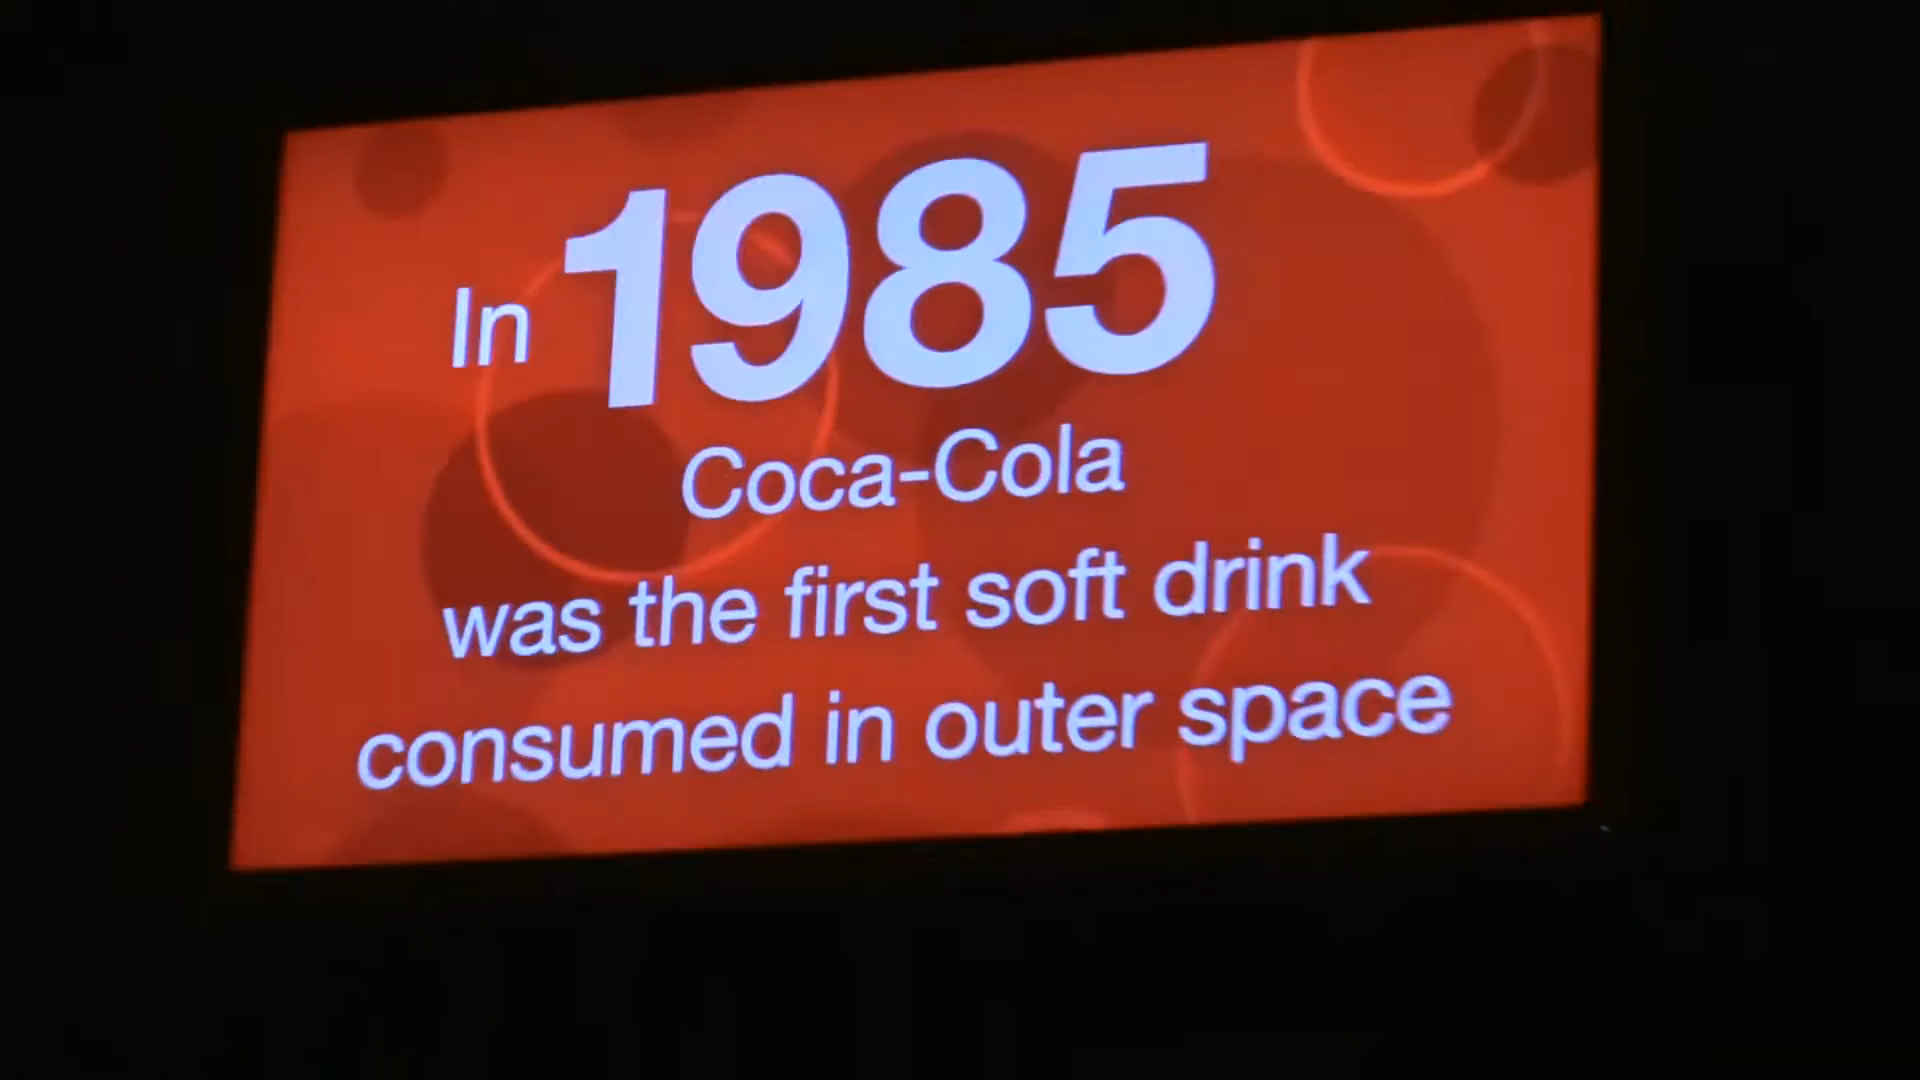 In 1985
Coca-Cola
was the first soft drink
consumed in outer space